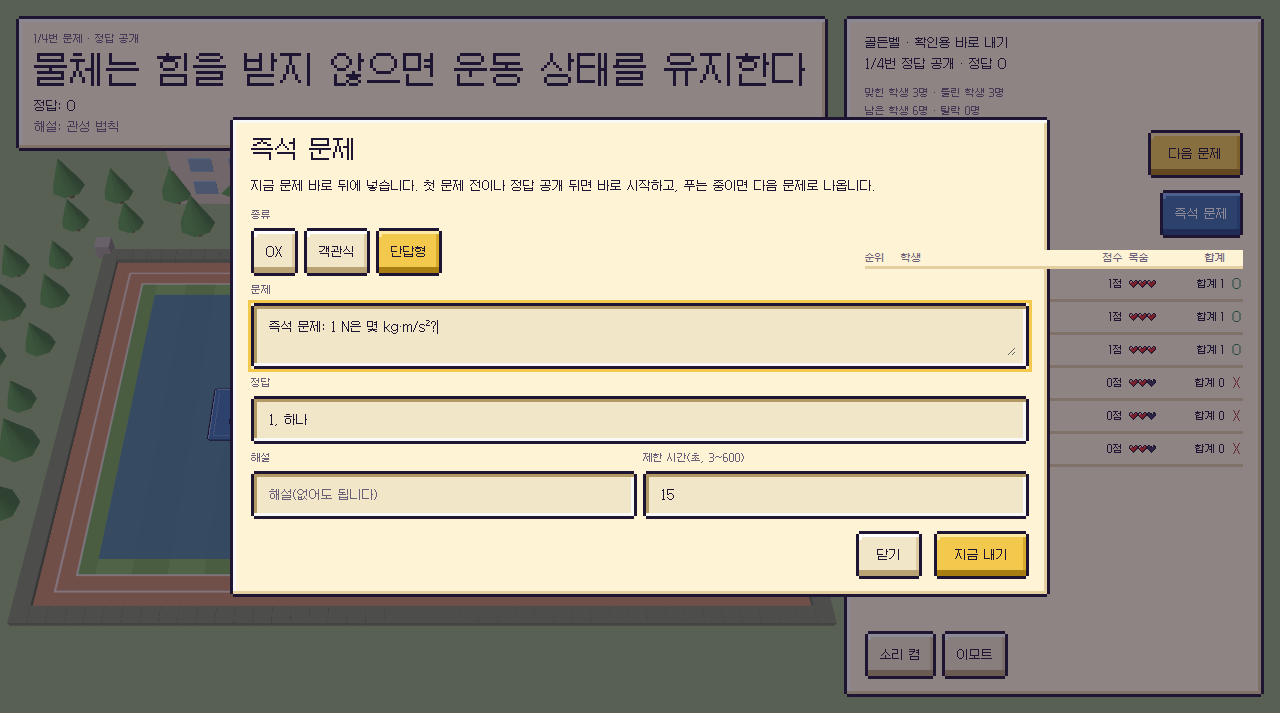 1/4번 문제 · 정답 공개
물체는 힘을 받지 않으면 운동 상태를 유지한다
정답: O
해설: 관성 법칙
골든벨 · 확인용 바로 내기
1/4번 정답 공개 · 정답 O
맞힌 학생 3명 · 틀린 학생 3명
남은 학생 6명 · 탈락 0명
다음 문제
즉석 문제
즉석 문제
지금 문제 바로 뒤에 넣습니다. 첫 문제 전이나 정답 공개 뒤면 바로 시작하고, 푸는 중이면 다음 문제로 나옵니다.
종류
OX 객관식 단답형
문제
즉석 문제: 1 N은 몇 kg·m/s²?
정답
1, 하나
해설 제한 시간(초, 3~600)
해설(없어도 됩니다) 15
닫기 지금 내기
순위 학생 점수 목숨 합계
1점 합계 1 O
1점 합계 1 O
1점 합계 1 O
0점 합계 0 X
0점 합계 0 X
0점 합계 0 X
소리 켬 이모트